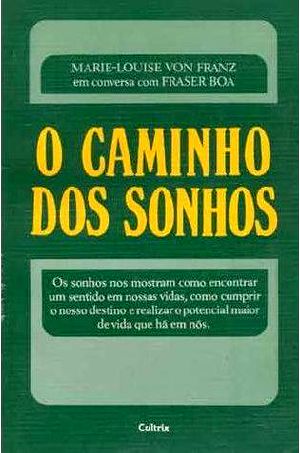 MARIE-LOUISE VON FRANZ
em conversa com FRASER BOA
O CAMINHO
DOS SONHOS
Os sonhos nos mostram como encontrar
um sentido em nossas vidas, como cumprir
o nosso destino e realizar o potencial maior
de vida que há em nós.
Cultrix